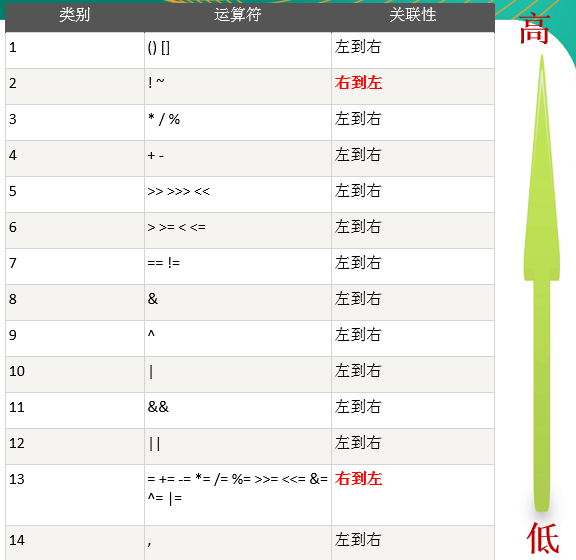 类别 运算符 关联性
高
1 () [] 左到右
2 ! ~ 右到左
3 * / % 左到右
4 + - 左到右
5 >> >>> << 左到右
6 > >= < <= 左到右
7 == != 左到右
8 & 左到右
9 ^ 左到右
10 | 左到右
11 && 左到右
12 || 左到右
13 = += -= *= /= %= >>= <<= &= 右到左
^= |=
14 , 左到右
低